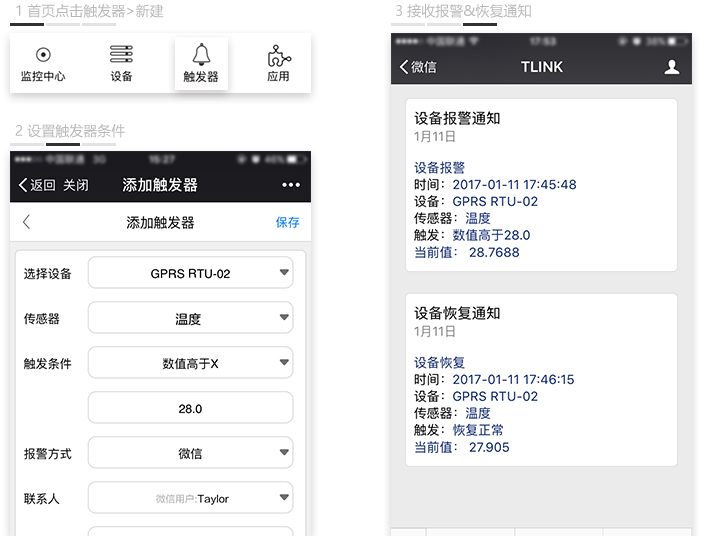 1 首页点击触发器>新建
监控中心 设备 触发器 应用
2 设置触发器条件
中国联通 3G 15:27 46%
返回 关闭 添加触发器
添加触发器 保存
选择设备 GPRS RTU-02
传感器 温度
触发条件 数值高于X
28.0
报警方式 微信
联系人 微信用户:Taylor
3 接收报警&恢复通知
中国联通 17:53 38%
微信 TLINK
设备报警通知
1月11日
设备报警
时间：2017-01-11 17:45:48
设备：GPRS RTU-02
传感器：温度
触发：数值高于28.0
当前值： 28.7688
设备恢复通知
1月11日
设备恢复
时间：2017-01-11 17:46:15
设备：GPRS RTU-02
传感器：温度
触发：恢复正常
当前值： 27.905